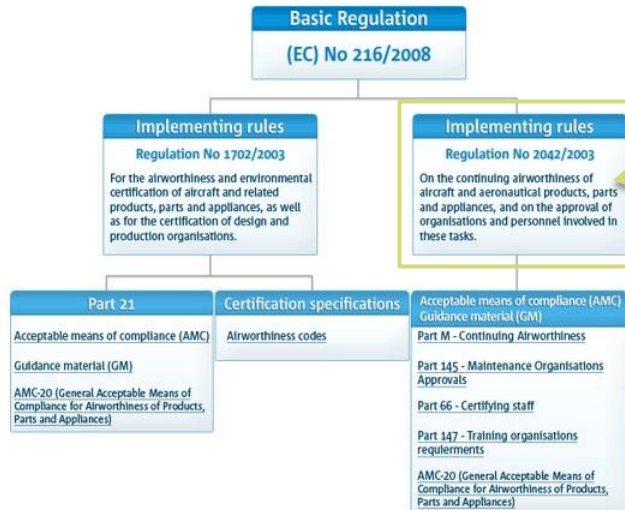 Basic Regulation
(EC) No 216/2008
Implementing rules
Regulation No 1702/2003
For the airworthiness and environmental
certification of aircraft and related
products, parts and appliances, as well
as for the certification of design and
production organisations.
Implementing rules
Regulation No 2042/2003
On the continuing airworthiness of
aircraft and aeronautical products, parts
and appliances, and on the approval of
organisations and personnel involved in
these tasks.
Part 21
Acceptable means of compliance (AMC)
Guidance material (GM)
AMC-20 (General Acceptable Means of
Compliance for Airworthiness of Products,
Parts and Appliances)
Certification specifications
Airworthiness codes
Acceptable means of compliance (AMC)
Guidance material (GM)
Part M - Continuing Airworthiness
Part 145 - Maintenance Organisations
Approvals
Part 66 - Certifying staff
Part 147 - Training organisations
requierments
AMC-20 (General Acceptable Means of
Compliance for Airworthiness of Products,
Parts and Appliances)